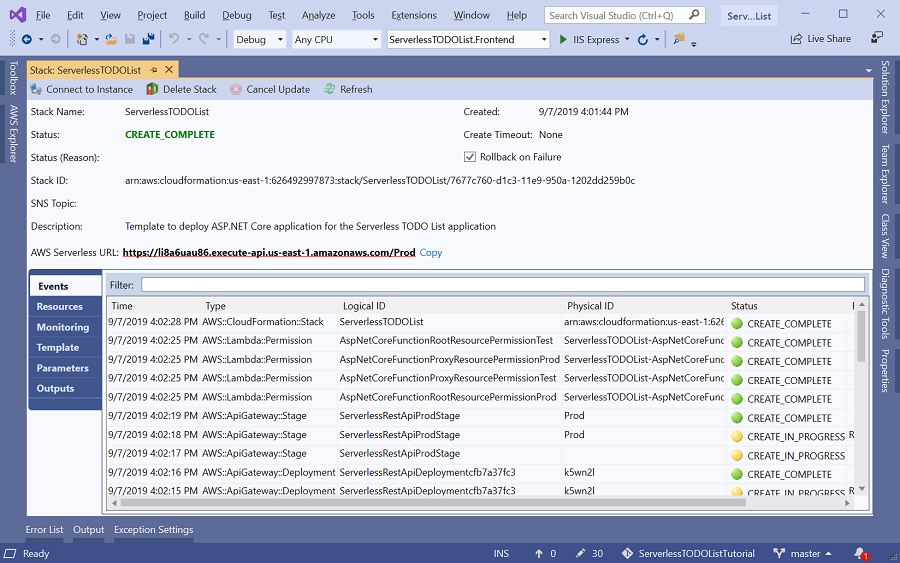 File Edit View Project Build Debug Test Analyze Tools Extensions Window Help Search Visual Studio (Ctrl+Q) Serv...List
Debug Any CPU ServerlessTODOList.Frontend IIS Express Live Share
Toolbox
AWS Explorer
Stack: ServerlessTODOList
Connect to Instance Delete Stack Cancel Update Refresh
Stack Name: ServerlessTODOList Created: 9/7/2019 4:01:44 PM
Status: CREATE_COMPLETE Create Timeout: None
Status (Reason): Rollback on Failure
Stack ID: arn:aws:cloudformation:us-east-1:626492997873:stack/ServerlessTODOList/7677c760-d1c3-11e9-950a-1202dd259b0c
SNS Topic:
Description: Template to deploy ASP.NET Core application for the Serverless TODO List application
AWS Serverless URL: https://li8a6uau86.execute-api.us-east-1.amazonaws.com/Prod Copy
Events
Resources
Monitoring
Template
Parameters
Outputs
Filter:
Time Type Logical ID Physical ID Status
9/7/2019 4:02:28 PM AWS::CloudFormation::Stack ServerlessTODOList arn:aws:cloudformation:us-east-1:626 CREATE_COMPLETE
9/7/2019 4:02:25 PM AWS::Lambda::Permission AspNetCoreFunctionRootResourcePermissionTest ServerlessTODOList-AspNetCoreFunc CREATE_COMPLETE
9/7/2019 4:02:25 PM AWS::Lambda::Permission AspNetCoreFunctionProxyResourcePermissionProd ServerlessTODOList-AspNetCoreFunc CREATE_COMPLETE
9/7/2019 4:02:25 PM AWS::Lambda::Permission AspNetCoreFunctionProxyResourcePermissionTest ServerlessTODOList-AspNetCoreFunc CREATE_COMPLETE
9/7/2019 4:02:25 PM AWS::Lambda::Permission AspNetCoreFunctionRootResourcePermissionProd ServerlessTODOList-AspNetCoreFunc CREATE_COMPLETE
9/7/2019 4:02:19 PM AWS::ApiGateway::Stage ServerlessRestApiProdStage Prod CREATE_COMPLETE
9/7/2019 4:02:18 PM AWS::ApiGateway::Stage ServerlessRestApiProdStage Prod CREATE_IN_PROGRESS R
9/7/2019 4:02:17 PM AWS::ApiGateway::Stage ServerlessRestApiProdStage CREATE_IN_PROGRESS
9/7/2019 4:02:16 PM AWS::ApiGateway::Deployment ServerlessRestApiDeploymentcfb7a37fc3 k5wn2l CREATE_COMPLETE
9/7/2019 4:02:15 PM AWS::ApiGateway::Deployment ServerlessRestApiDeploymentcfb7a37fc3 k5wn2l CREATE_IN_PROGRESS R
Solution Explorer
Team Explorer
Class View
Diagnostic Tools
Properties
Error List Output Exception Settings
Ready INS 0 30 ServerlessTODOListTutorial master 1